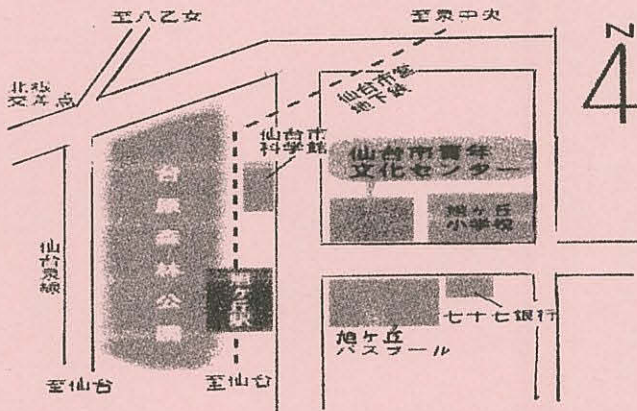 至八乙女
至泉中央
N
北根
交差点
仙台市営
地下鉄
仙台市
科学館
仙台市青年
文化センター
台原森林公園
旭ヶ丘
小学校
仙台泉線
旭ヶ丘駅
七十七銀行
旭ヶ丘
バスプール
至仙台
至仙台